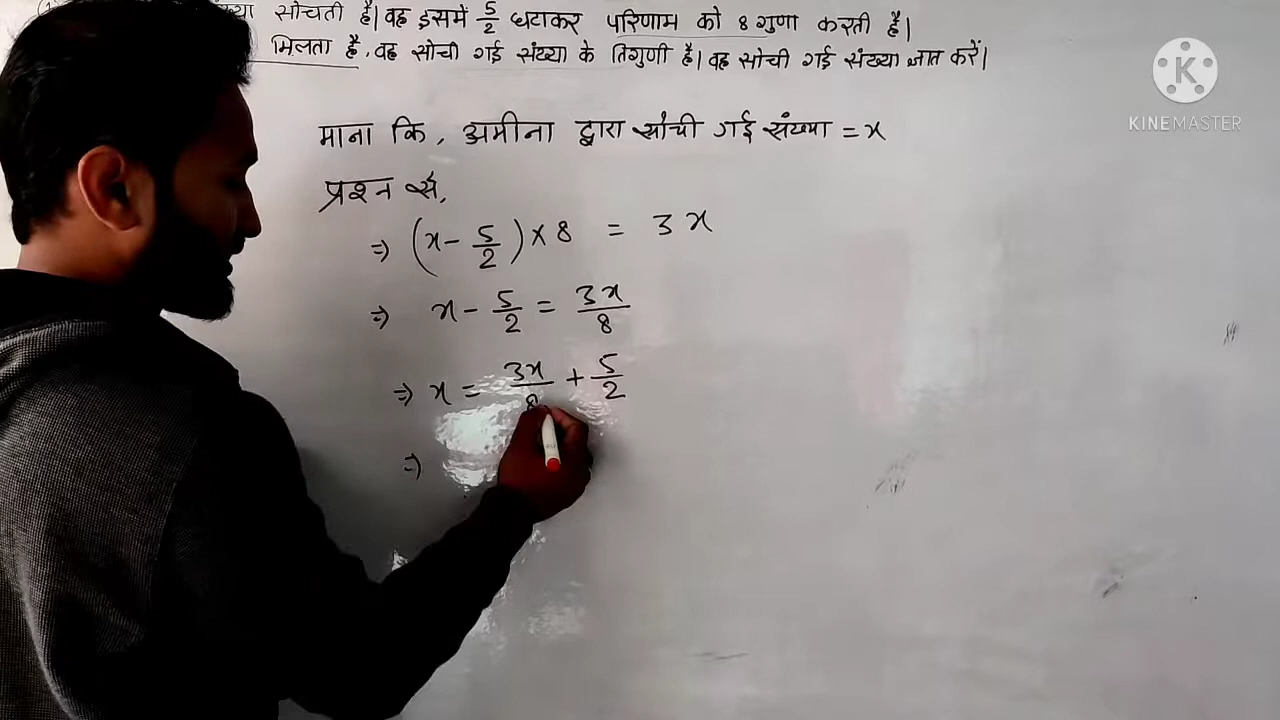 सोचती है। वह इसमें 5/2 घटाकर परिणाम को 8 गुणा करती है।
मिलता है, वह सोची गई संख्या के तिगुणी है। वह सोची गई संख्या ज्ञात करें।
K
KINEMASTER
माना कि, अमीना द्वारा सोची गई संख्या = x
प्रश्न से,
⇒ (x - 5/2) × 8 = 3x
⇒ x - 5/2 = 3x/8
⇒ x = 3x/8 + 5/2
⇒